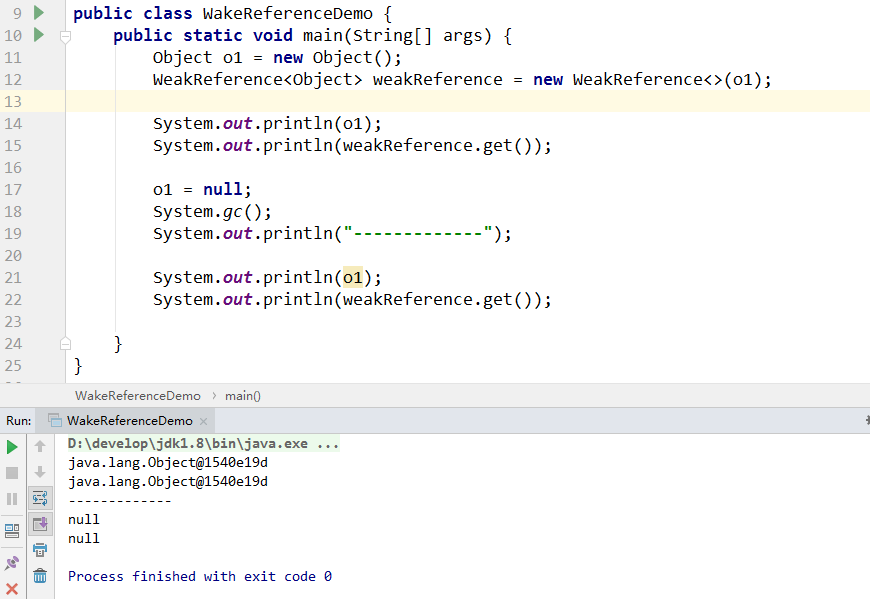 9 public class WakeReferenceDemo {
10 public static void main(String[] args) {
11 Object o1 = new Object();
12 WeakReference<Object> weakReference = new WeakReference<>(o1);
13
14 System.out.println(o1);
15 System.out.println(weakReference.get());
16
17 o1 = null;
18 System.gc();
19 System.out.println("-------------");
20
21 System.out.println(o1);
22 System.out.println(weakReference.get());
23
24 }
25 }
WakeReferenceDemo › main()
Run: WakeReferenceDemo ×
D:\develop\jdk1.8\bin\java.exe ...
java.lang.Object@1540e19d
java.lang.Object@1540e19d
-------------
null
null
Process finished with exit code 0